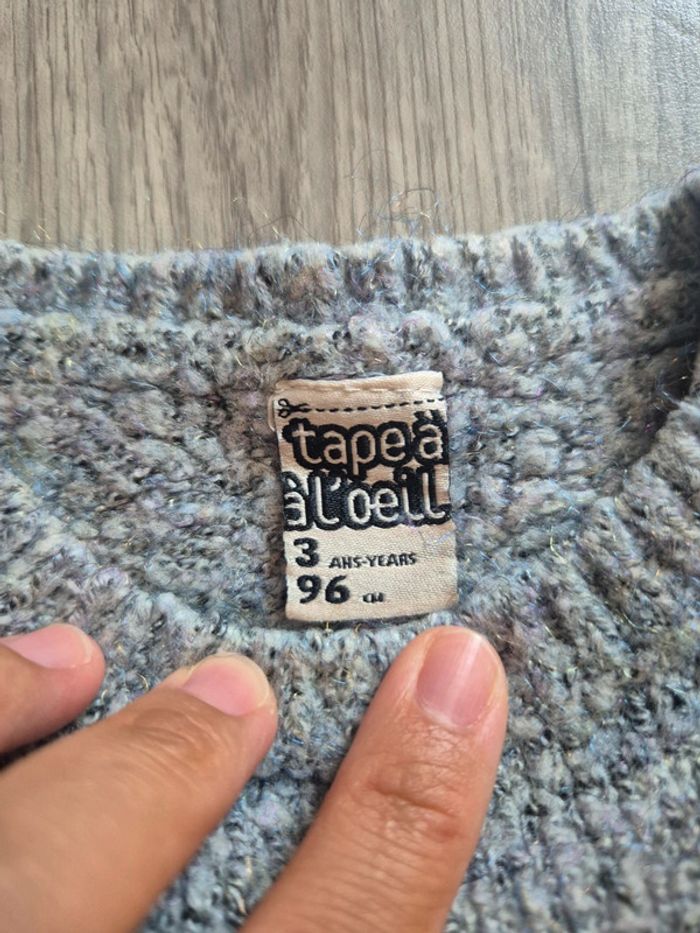 tape à
à l'oeil
3 ANS-YEARS
96 CM